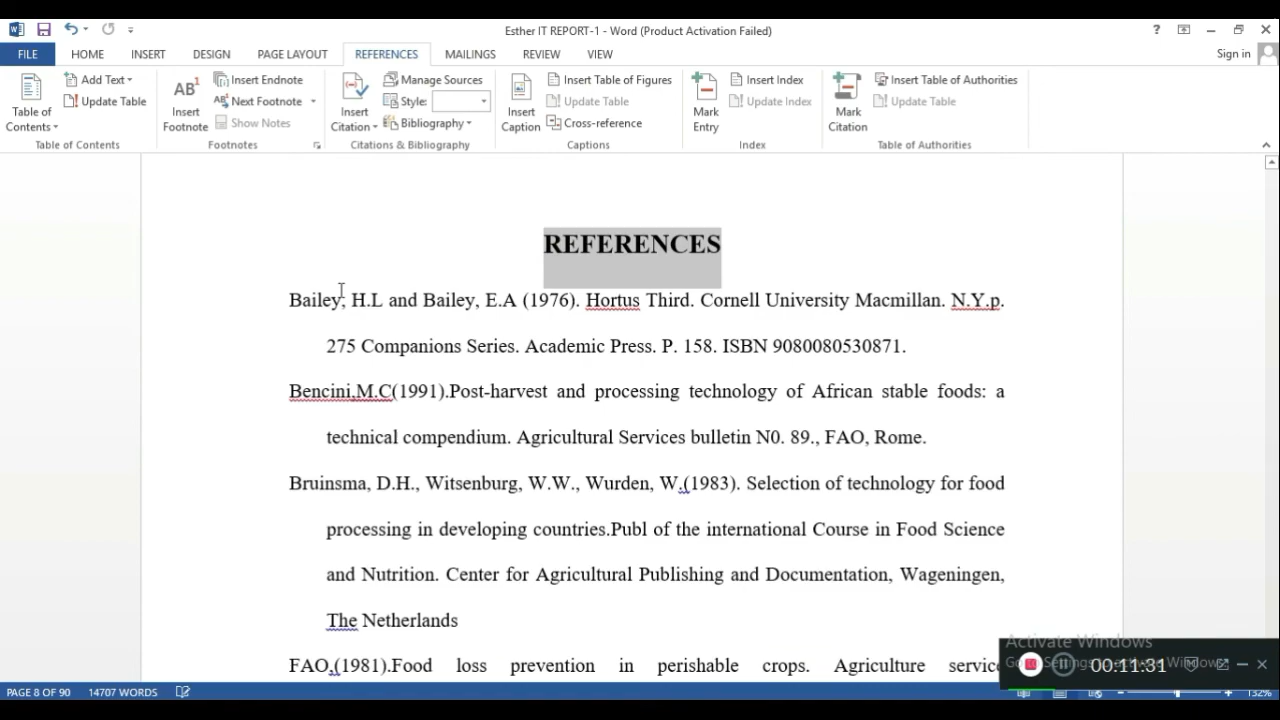 Esther IT REPORT-1 - Word (Product Activation Failed)
FILE HOME INSERT DESIGN PAGE LAYOUT REFERENCES MAILINGS REVIEW VIEW Sign in
Table of Contents
Add Text
Update Table
Table of Contents
AB1
Insert Footnote
Insert Endnote
Next Footnote
Show Notes
Footnotes
Insert Citation
Manage Sources
Style:
Bibliography
Citations & Bibliography
Insert Caption
Insert Table of Figures
Update Table
Cross-reference
Captions
Mark Entry
Insert Index
Update Index
Index
Mark Citation
Insert Table of Authorities
Update Table
Table of Authorities
REFERENCES
Bailey, H.L and Bailey, E.A (1976). Hortus Third. Cornell University Macmillan. N.Y.p.
275 Companions Series. Academic Press. P. 158. ISBN 9080080530871.
Bencini,M.C(1991).Post-harvest and processing technology of African stable foods: a
technical compendium. Agricultural Services bulletin N0. 89., FAO, Rome.
Bruinsma, D.H., Witsenburg, W.W., Wurden, W.(1983). Selection of technology for food
processing in developing countries.Publ of the international Course in Food Science
and Nutrition. Center for Agricultural Publishing and Documentation, Wageningen,
The Netherlands
FAO,(1981).Food loss prevention in perishable crops. Agriculture service
Activate Windows
00:11:31
PAGE 8 OF 90 14707 WORDS 132%